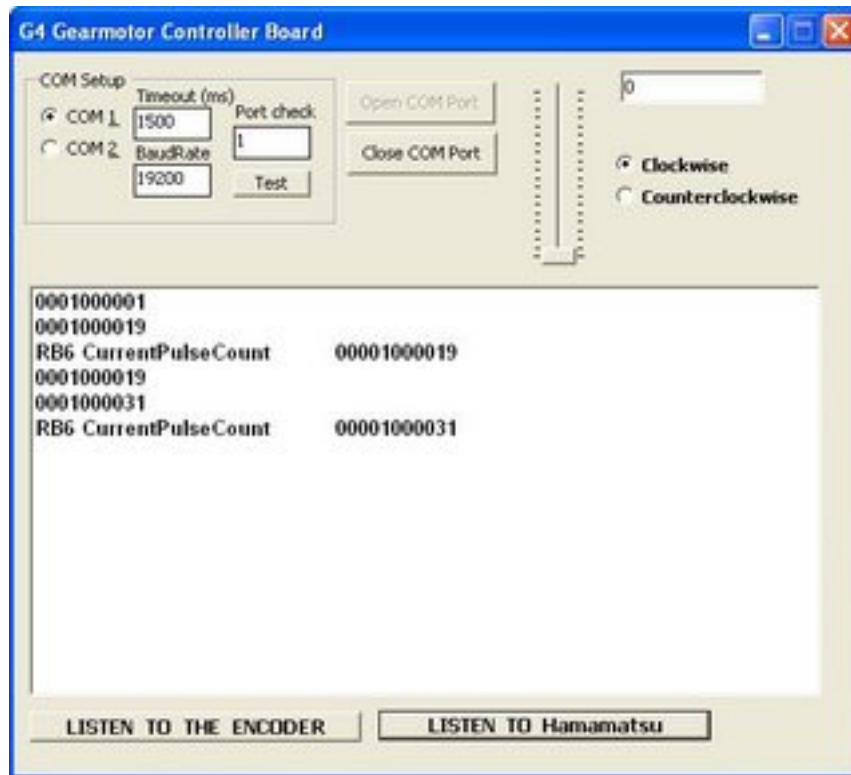 G4 Gearmotor Controller Board
COM Setup
COM 1
COM 2
Timeout (ms)
1500
BaudRate
19200
Port check
1
Test
Open COM Port
Close COM Port
0
Clockwise
Counterclockwise
0001000001
0001000019
RB6 CurrentPulseCount 00001000019
0001000019
0001000031
RB6 CurrentPulseCount 00001000031
LISTEN TO THE ENCODER
LISTEN TO Hamamatsu